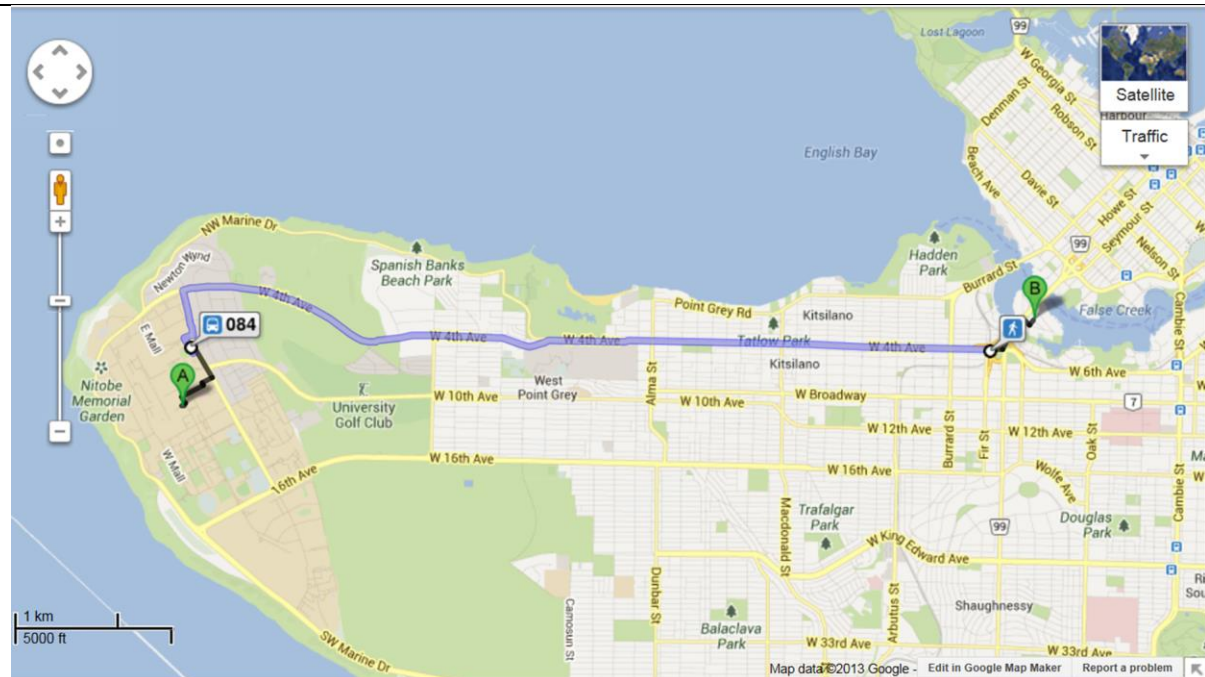 99
Lost Lagoon
W Georgia St
Denman St
Robson St
Satellite
Harbour
Traffic
English Bay
Beach Ave
Davie St
Howe St
Seymour St
Nelson St
99
NW Marine Dr
Newton Wynd
Spanish Banks
Beach Park
Hadden
Park
Burrard St
B
False Creek
Cambie St
W 4th Ave
Point Grey Rd
Kitsilano
E Mall
084
W 4th Ave
W 4th Ave
Tatlow Park
W 4th Ave
Kitsilano
W 6th Ave
A
Nitobe
Memorial
Garden
University
Golf Club
West
Point Grey
Alma St
W 10th Ave
W 10th Ave
W Broadway
7
W 12th Ave
W 12th Ave
Burrard St
Fir St
Oak St
W Mall
16th Ave
W 16th Ave
W 16th Ave
Wolfe Ave
Cambie St
Macdonald St
Trafalgar
Park
99
Douglas
Park
W King Edward Ave
Dunbar St
Camosun St
Arbutus St
Shaughnessy
1 km
5000 ft
Balaclava
Park
SW Marine Dr
W 33rd Ave
W 33rd Ave
Map data ©2013 Google -
Edit in Google Map Maker
Report a problem